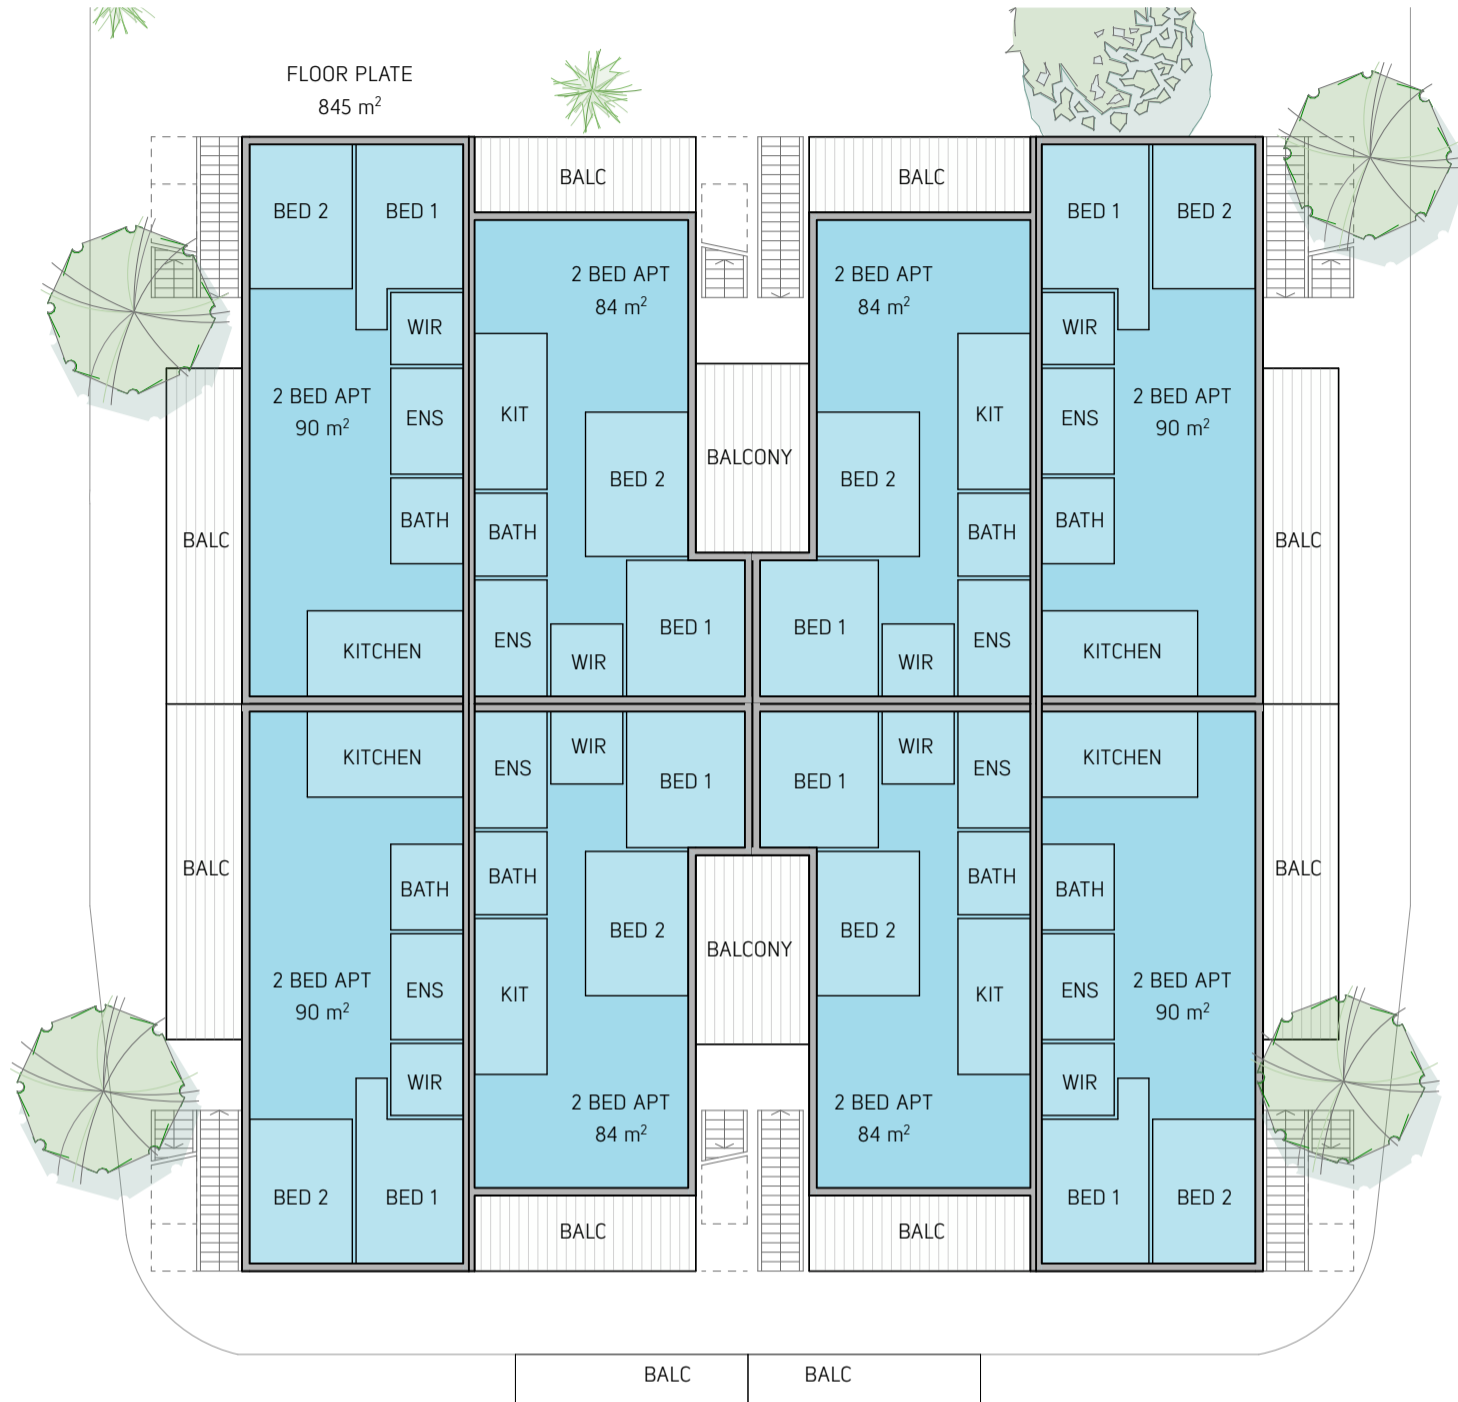 FLOOR PLATE
845 m²
BALC
BALC
BED 2
BED 1
BED 1
BED 2
2 BED APT
84 m²
2 BED APT
84 m²
WIR
WIR
2 BED APT
90 m²
ENS
KIT
KIT
ENS
2 BED APT
90 m²
BALCONY
BED 2
BED 2
BATH
BATH
BATH
BATH
BALC
BALC
BED 1
BED 1
KITCHEN
ENS
WIR
WIR
ENS
KITCHEN
KITCHEN
ENS
WIR
WIR
ENS
KITCHEN
BED 1
BED 1
BALC
BALC
BATH
BATH
BATH
BATH
BED 2
BED 2
BALCONY
2 BED APT
90 m²
ENS
KIT
KIT
ENS
2 BED APT
90 m²
WIR
WIR
2 BED APT
84 m²
2 BED APT
84 m²
BED 2
BED 1
BED 1
BED 2
BALC
BALC
BALC
BALC